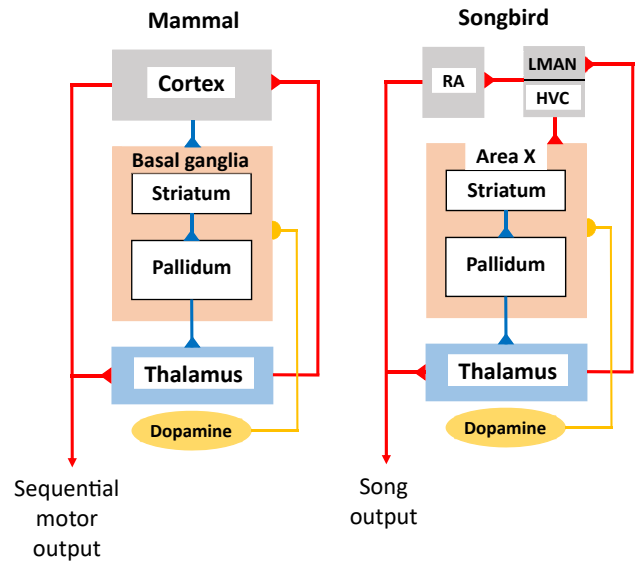 Mammal
Cortex
Basal ganglia
Striatum
Pallidum
Thalamus
Dopamine
Sequential
motor
output
Songbird
RA
LMAN
HVC
Area X
Striatum
Pallidum
Thalamus
Dopamine
Song
output